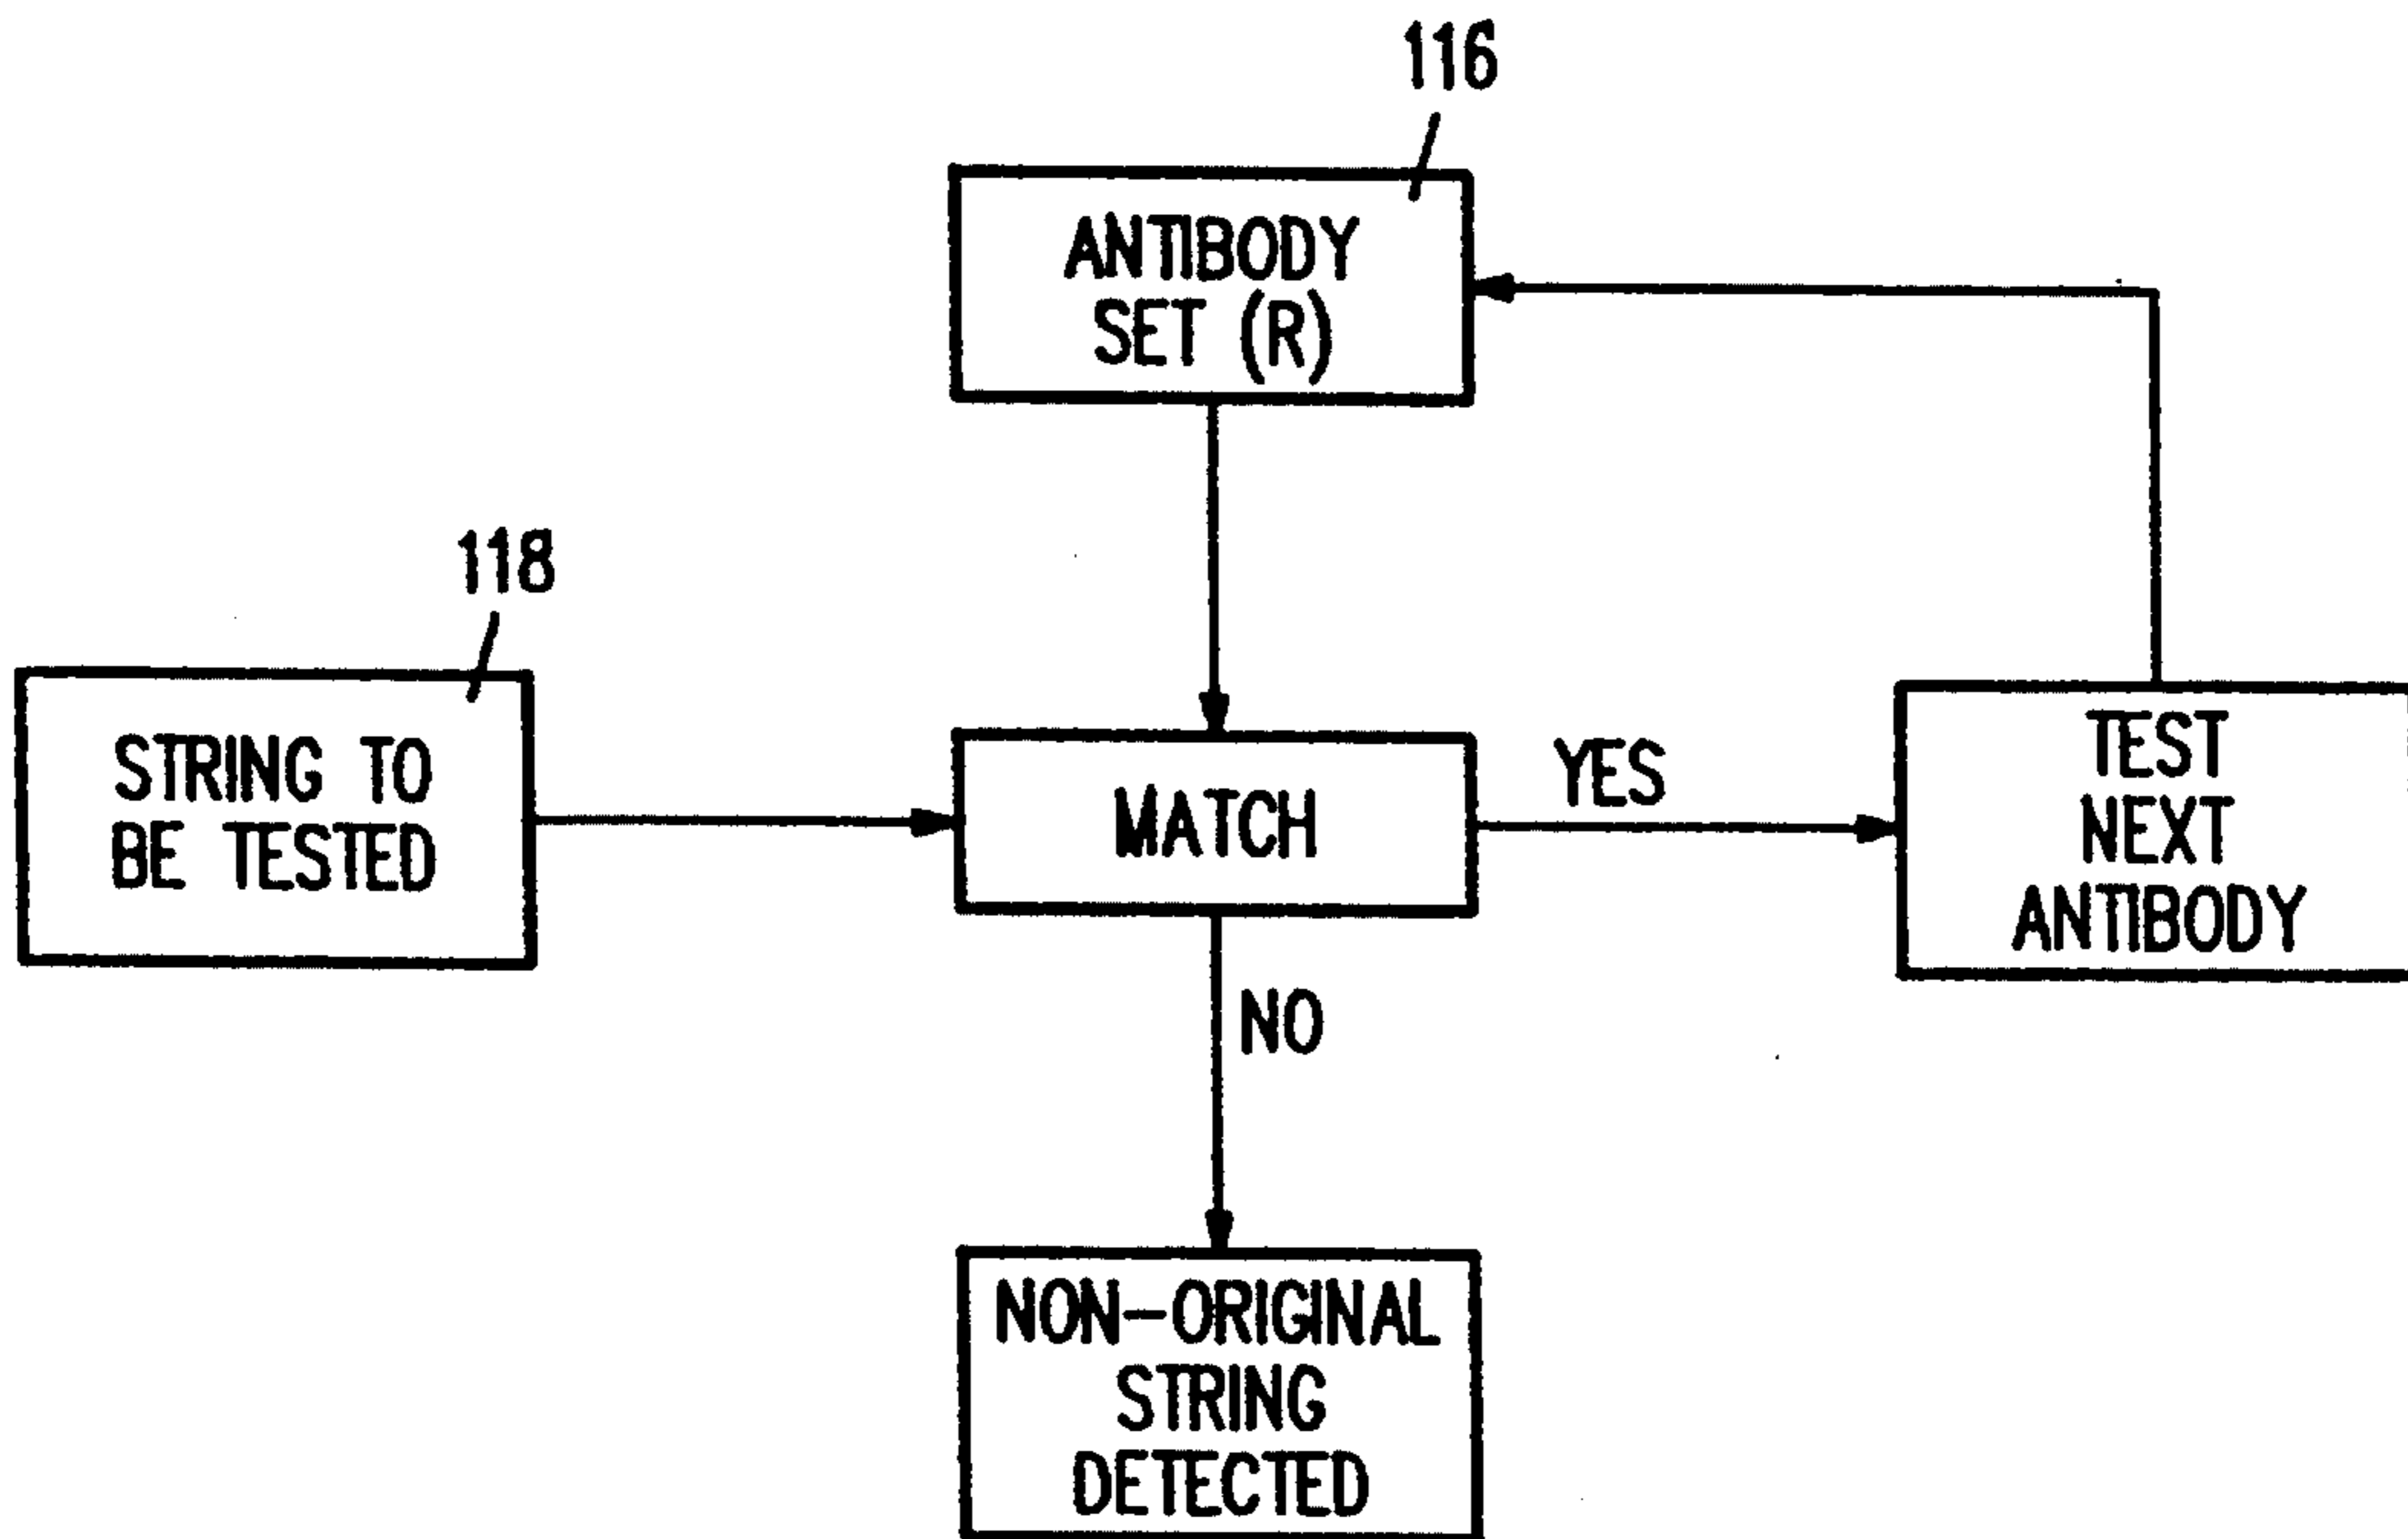 116
ANTIBODY
SET (R)
118
STRING TO
BE TESTED
MATCH
YES
TEST
NEXT
ANTIBODY
NO
NON-ORIGINAL
STRING
DETECTED